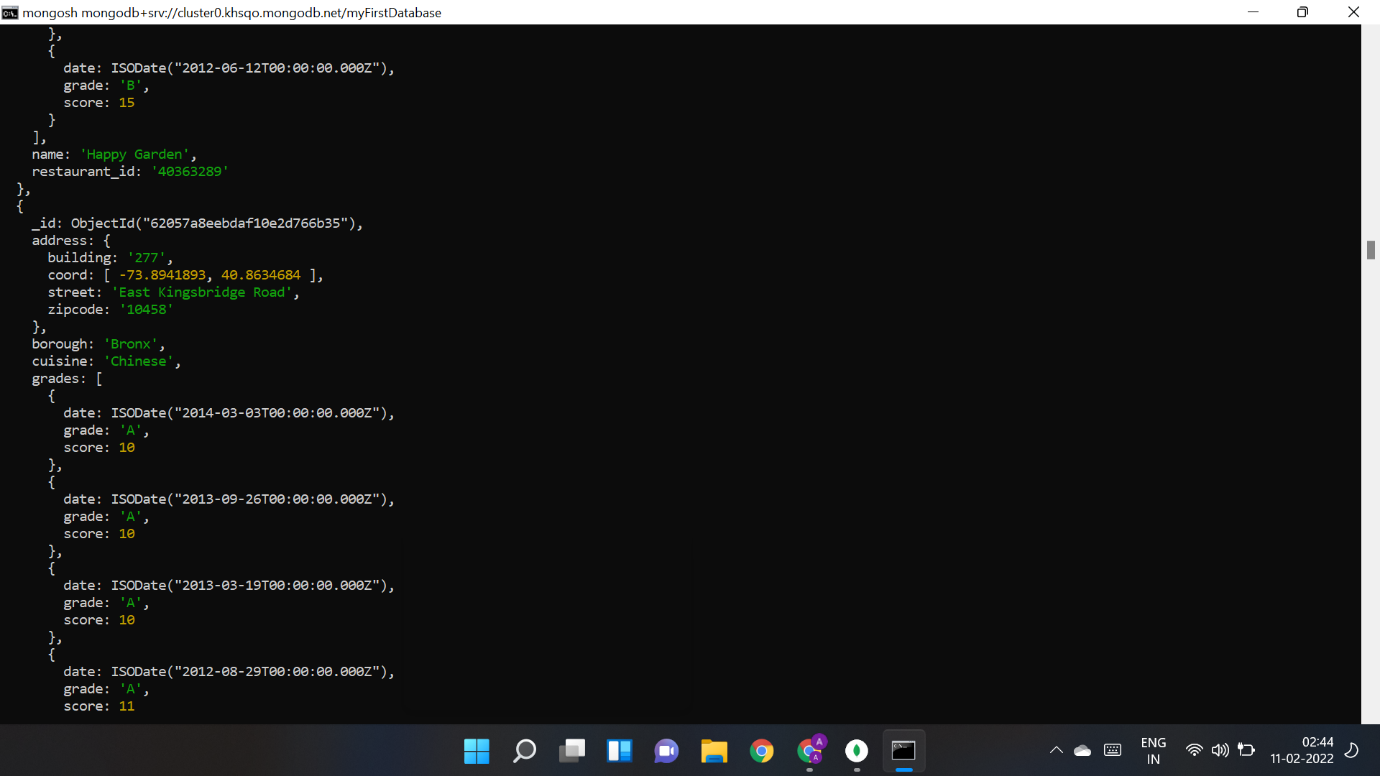 mongosh mongodb+srv://cluster0.khsqo.mongodb.net/myFirstDatabase
},
{
date: ISODate("2012-06-12T00:00:00.000Z"),
grade: 'B',
score: 15
}
],
name: 'Happy Garden',
restaurant_id: '40363289'
},
{
_id: ObjectId("62057a8eebdaf10e2d766b35"),
address: {
building: '277',
coord: [ -73.8941893, 40.8634684 ],
street: 'East Kingsbridge Road',
zipcode: '10458'
},
borough: 'Bronx',
cuisine: 'Chinese',
grades: [
{
date: ISODate("2014-03-03T00:00:00.000Z"),
grade: 'A',
score: 10
},
{
date: ISODate("2013-09-26T00:00:00.000Z"),
grade: 'A',
score: 10
},
{
date: ISODate("2013-03-19T00:00:00.000Z"),
grade: 'A',
score: 10
},
{
date: ISODate("2012-08-29T00:00:00.000Z"),
grade: 'A',
score: 11
A
A
ENG
IN
02:44
11-02-2022